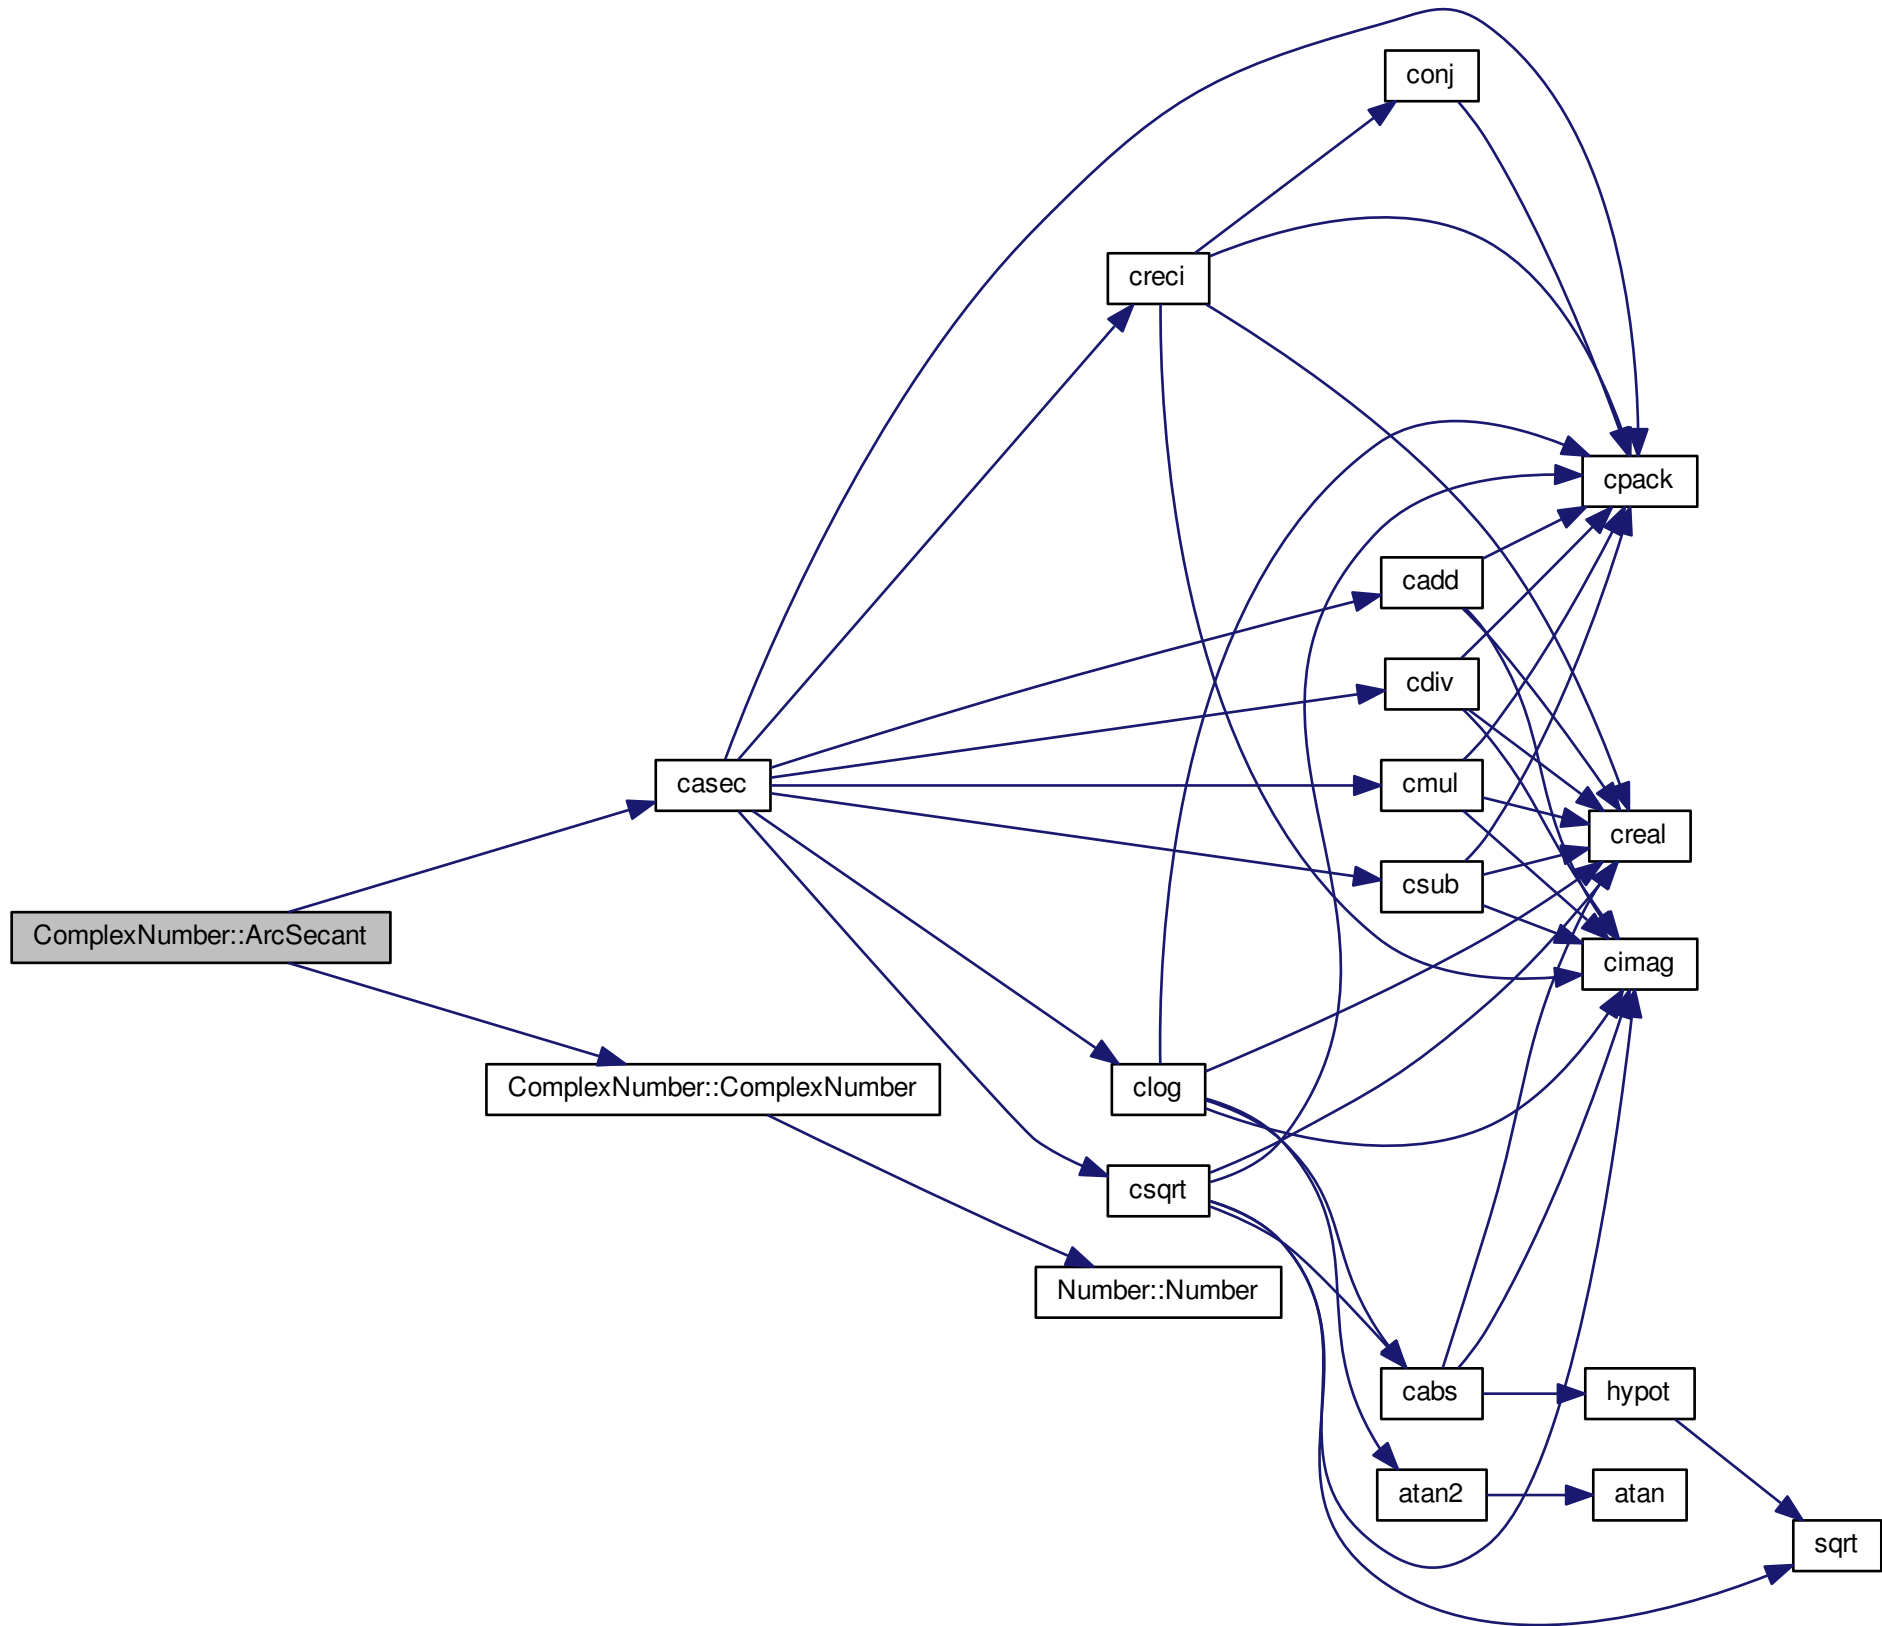 conj
creci
cpack
cadd
cdiv
casec
cmul
creal
csub
ComplexNumber::ArcSecant
cimag
ComplexNumber::ComplexNumber
clog
csqrt
Number::Number
cabs
hypot
atan2
atan
sqrt